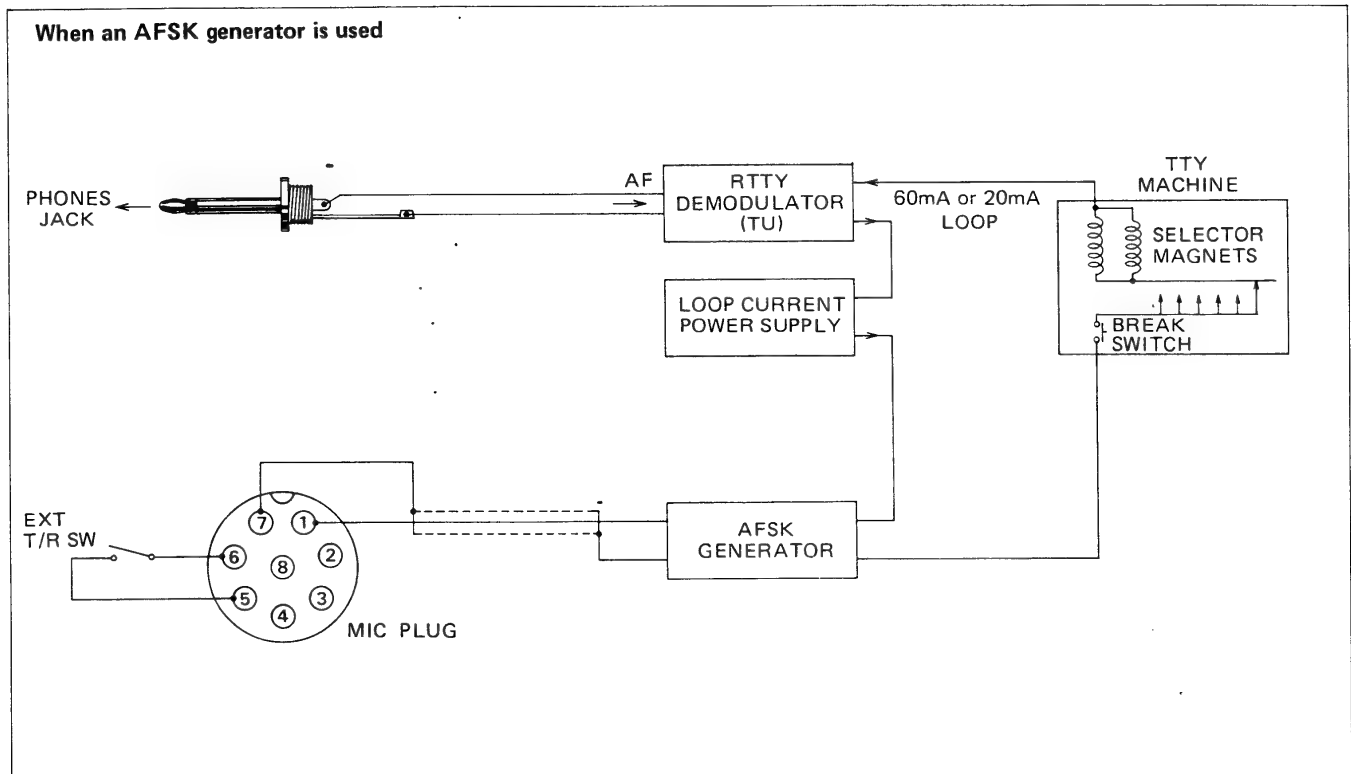 When an AFSK generator is used
PHONES
JACK
AF
RTTY
DEMODULATOR
(TU)
60mA or 20mA
LOOP
TTY
MACHINE
SELECTOR
MAGNETS
BREAK
SWITCH
LOOP CURRENT
POWER SUPPLY
EXT
T/R SW
7
1
6
8
2
5
4
3
MIC PLUG
AFSK
GENERATOR